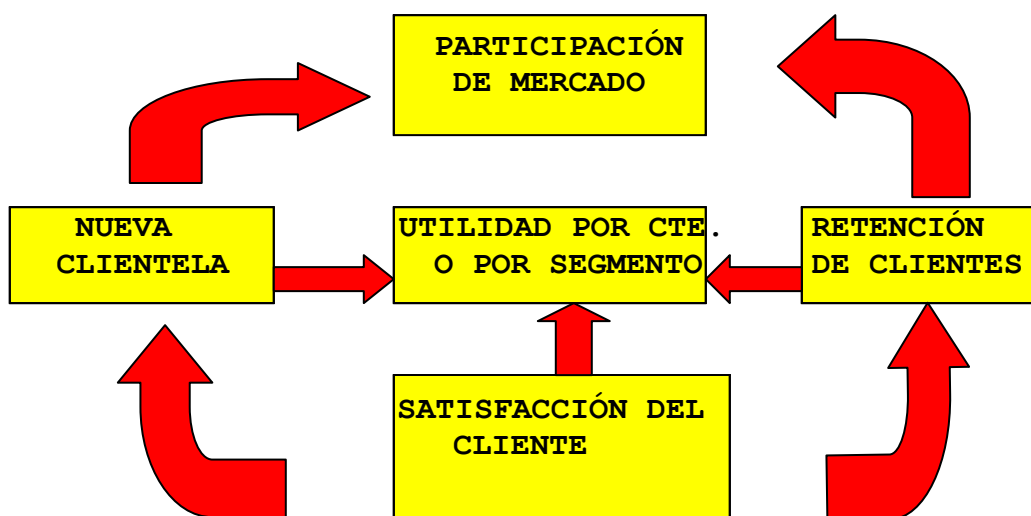 PARTICIPACIÓN
DE MERCADO
NUEVA
CLIENTELA
UTILIDAD POR CTE.
O POR SEGMENTO
RETENCIÓN
DE CLIENTES
SATISFACCIÓN DEL
CLIENTE